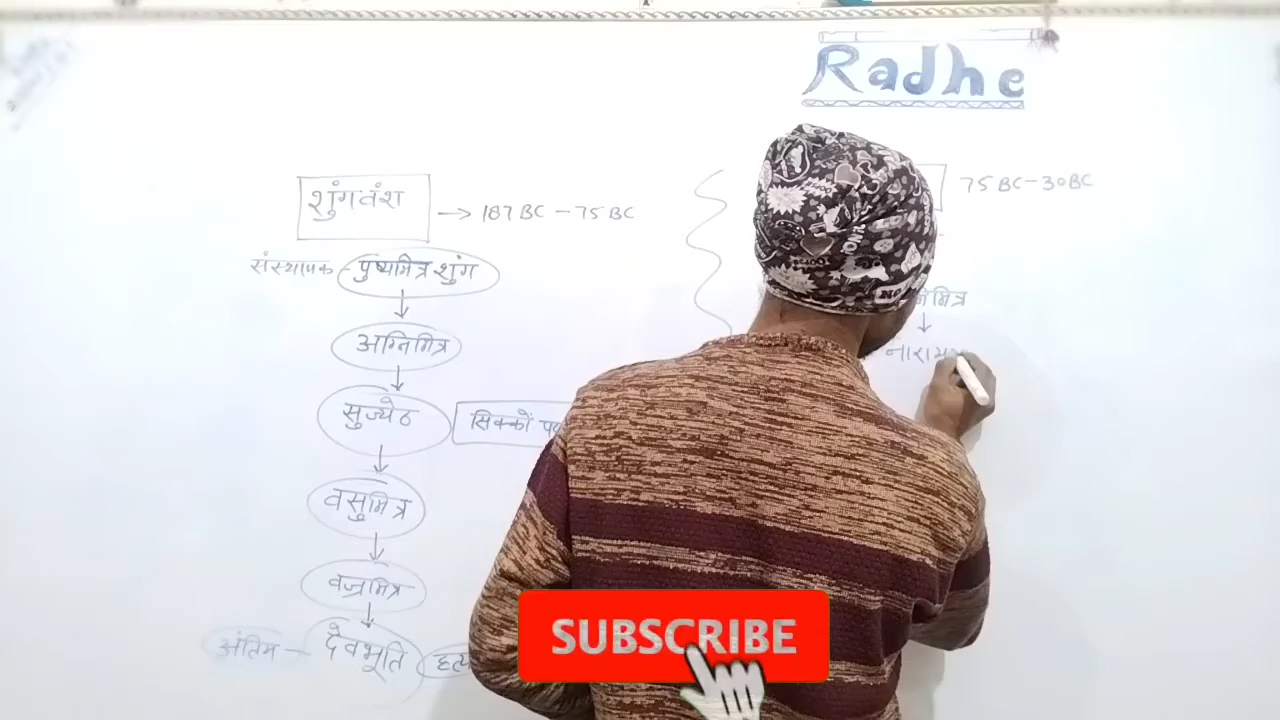 Radhe
शुंगवंश → 187 BC - 75 BC
संस्थापक - पुष्यमित्र शुंग
अग्निमित्र
सुज्येठ
सिक्कों
वसुमित्र
वज्रमित्र
अंतिम - देवभूति
75 BC - 30 BC
SUBSCRIBE